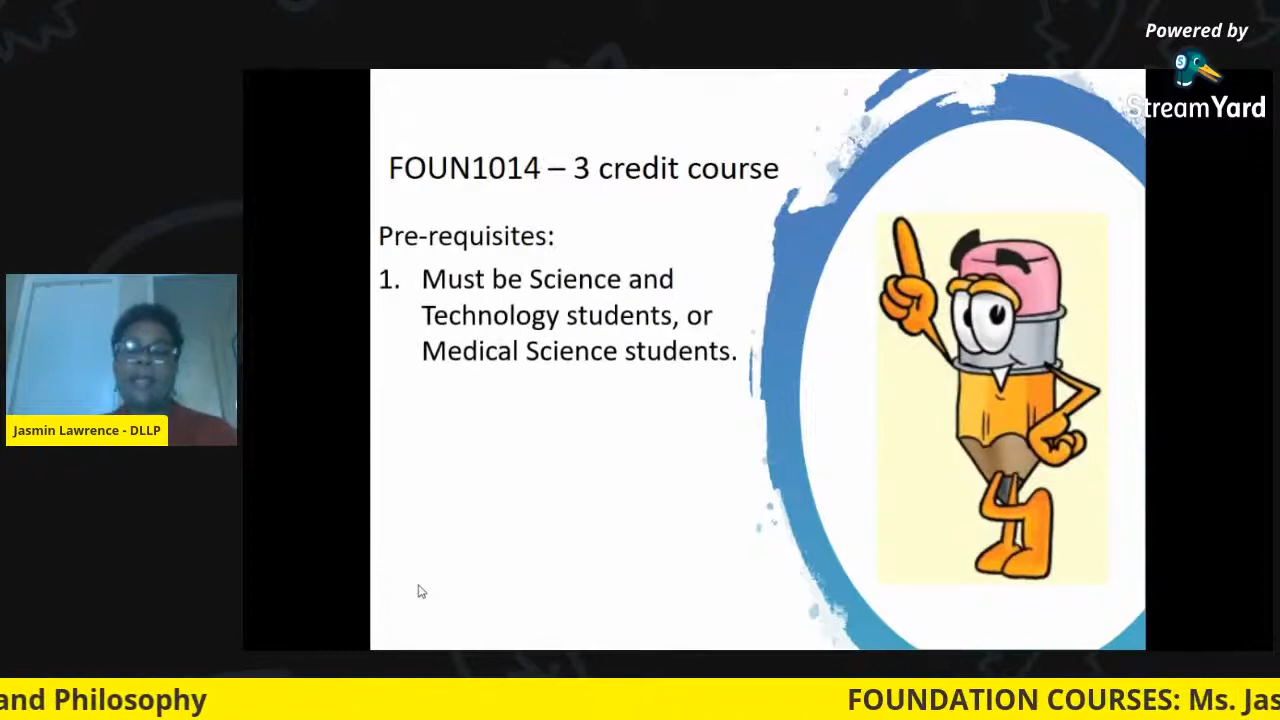 Powered by
StreamYard
FOUN1014 – 3 credit course
Pre-requisites:
1. Must be Science and
Technology students, or
Medical Science students.
Jasmin Lawrence - DLLP
and Philosophy
FOUNDATION COURSES: Ms. Jas